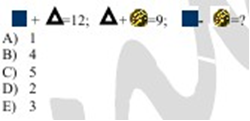 + =12; + =9; - =?
A) 1
B) 4
C) 5
D) 2
E) 3